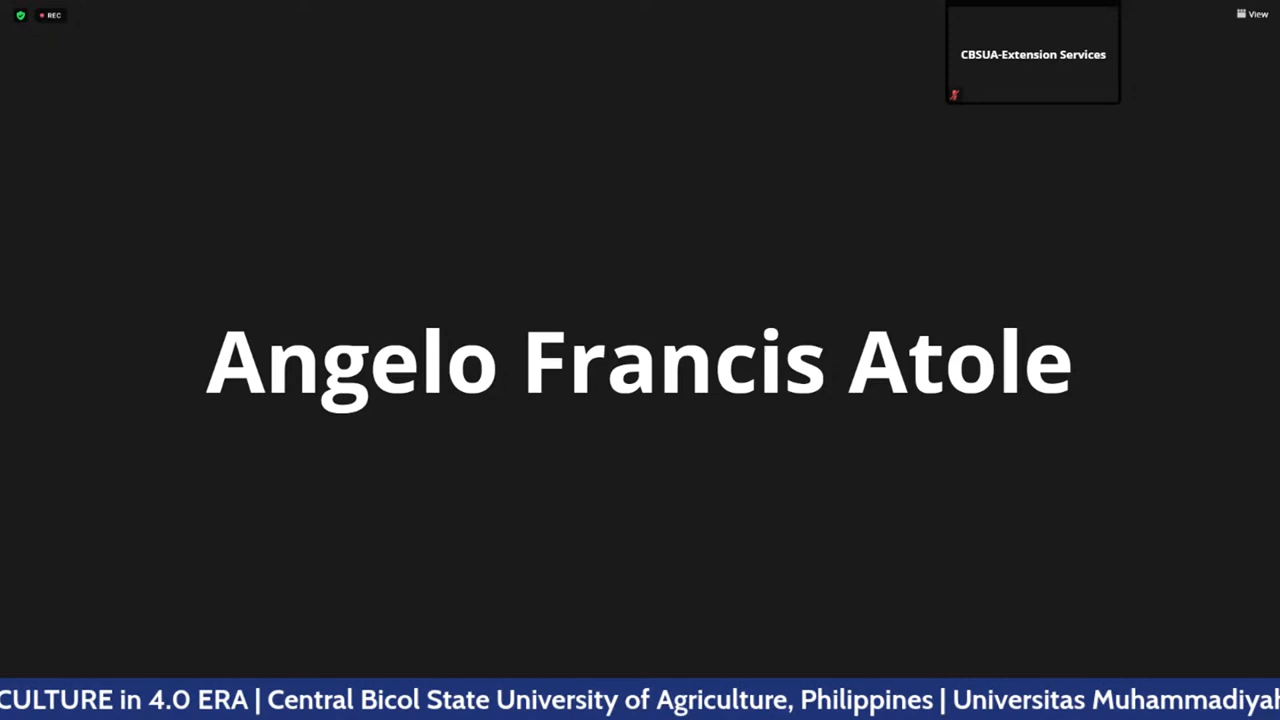 REC
View
CBSUA-Extension Services
Angelo Francis Atole
CULTURE in 4.0 ERA | Central Bicol State University of Agriculture, Philippines | Universitas Muhammadiyah